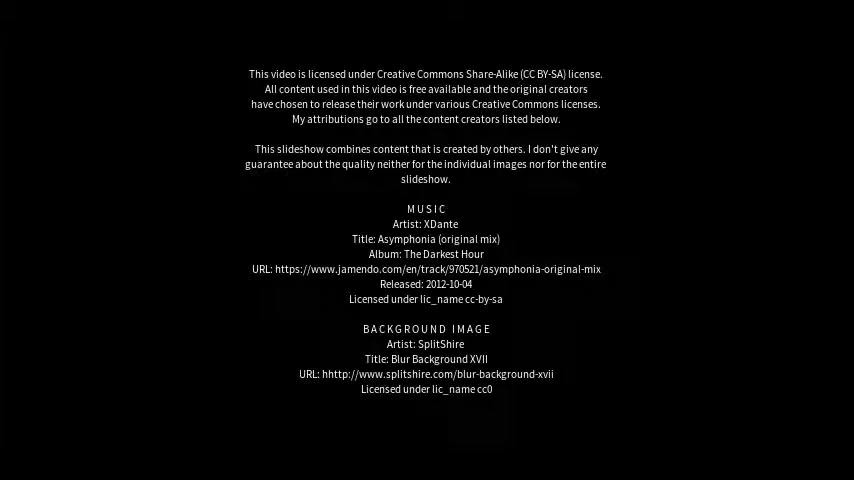 This video is licensed under Creative Commons Share-Alike (CC BY-SA) license.
All content used in this video is free available and the original creators
have chosen to release their work under various Creative Commons licenses.
My attributions go to all the content creators listed below.
This slideshow combines content that is created by others. I don't give any
guarantee about the quality neither for the individual images nor for the entire
slideshow.
MUSIC
Artist: XDante
Title: Asymphonia (original mix)
Album: The Darkest Hour
URL: https://www.jamendo.com/en/track/970521/asymphonia-original-mix
Released: 2012-10-04
Licensed under lic_name cc-by-sa
BACKGROUND IMAGE
Artist: SplitShire
Title: Blur Background XVII
URL: hhttp://www.splitshire.com/blur-background-xvii
Licensed under lic_name cc0